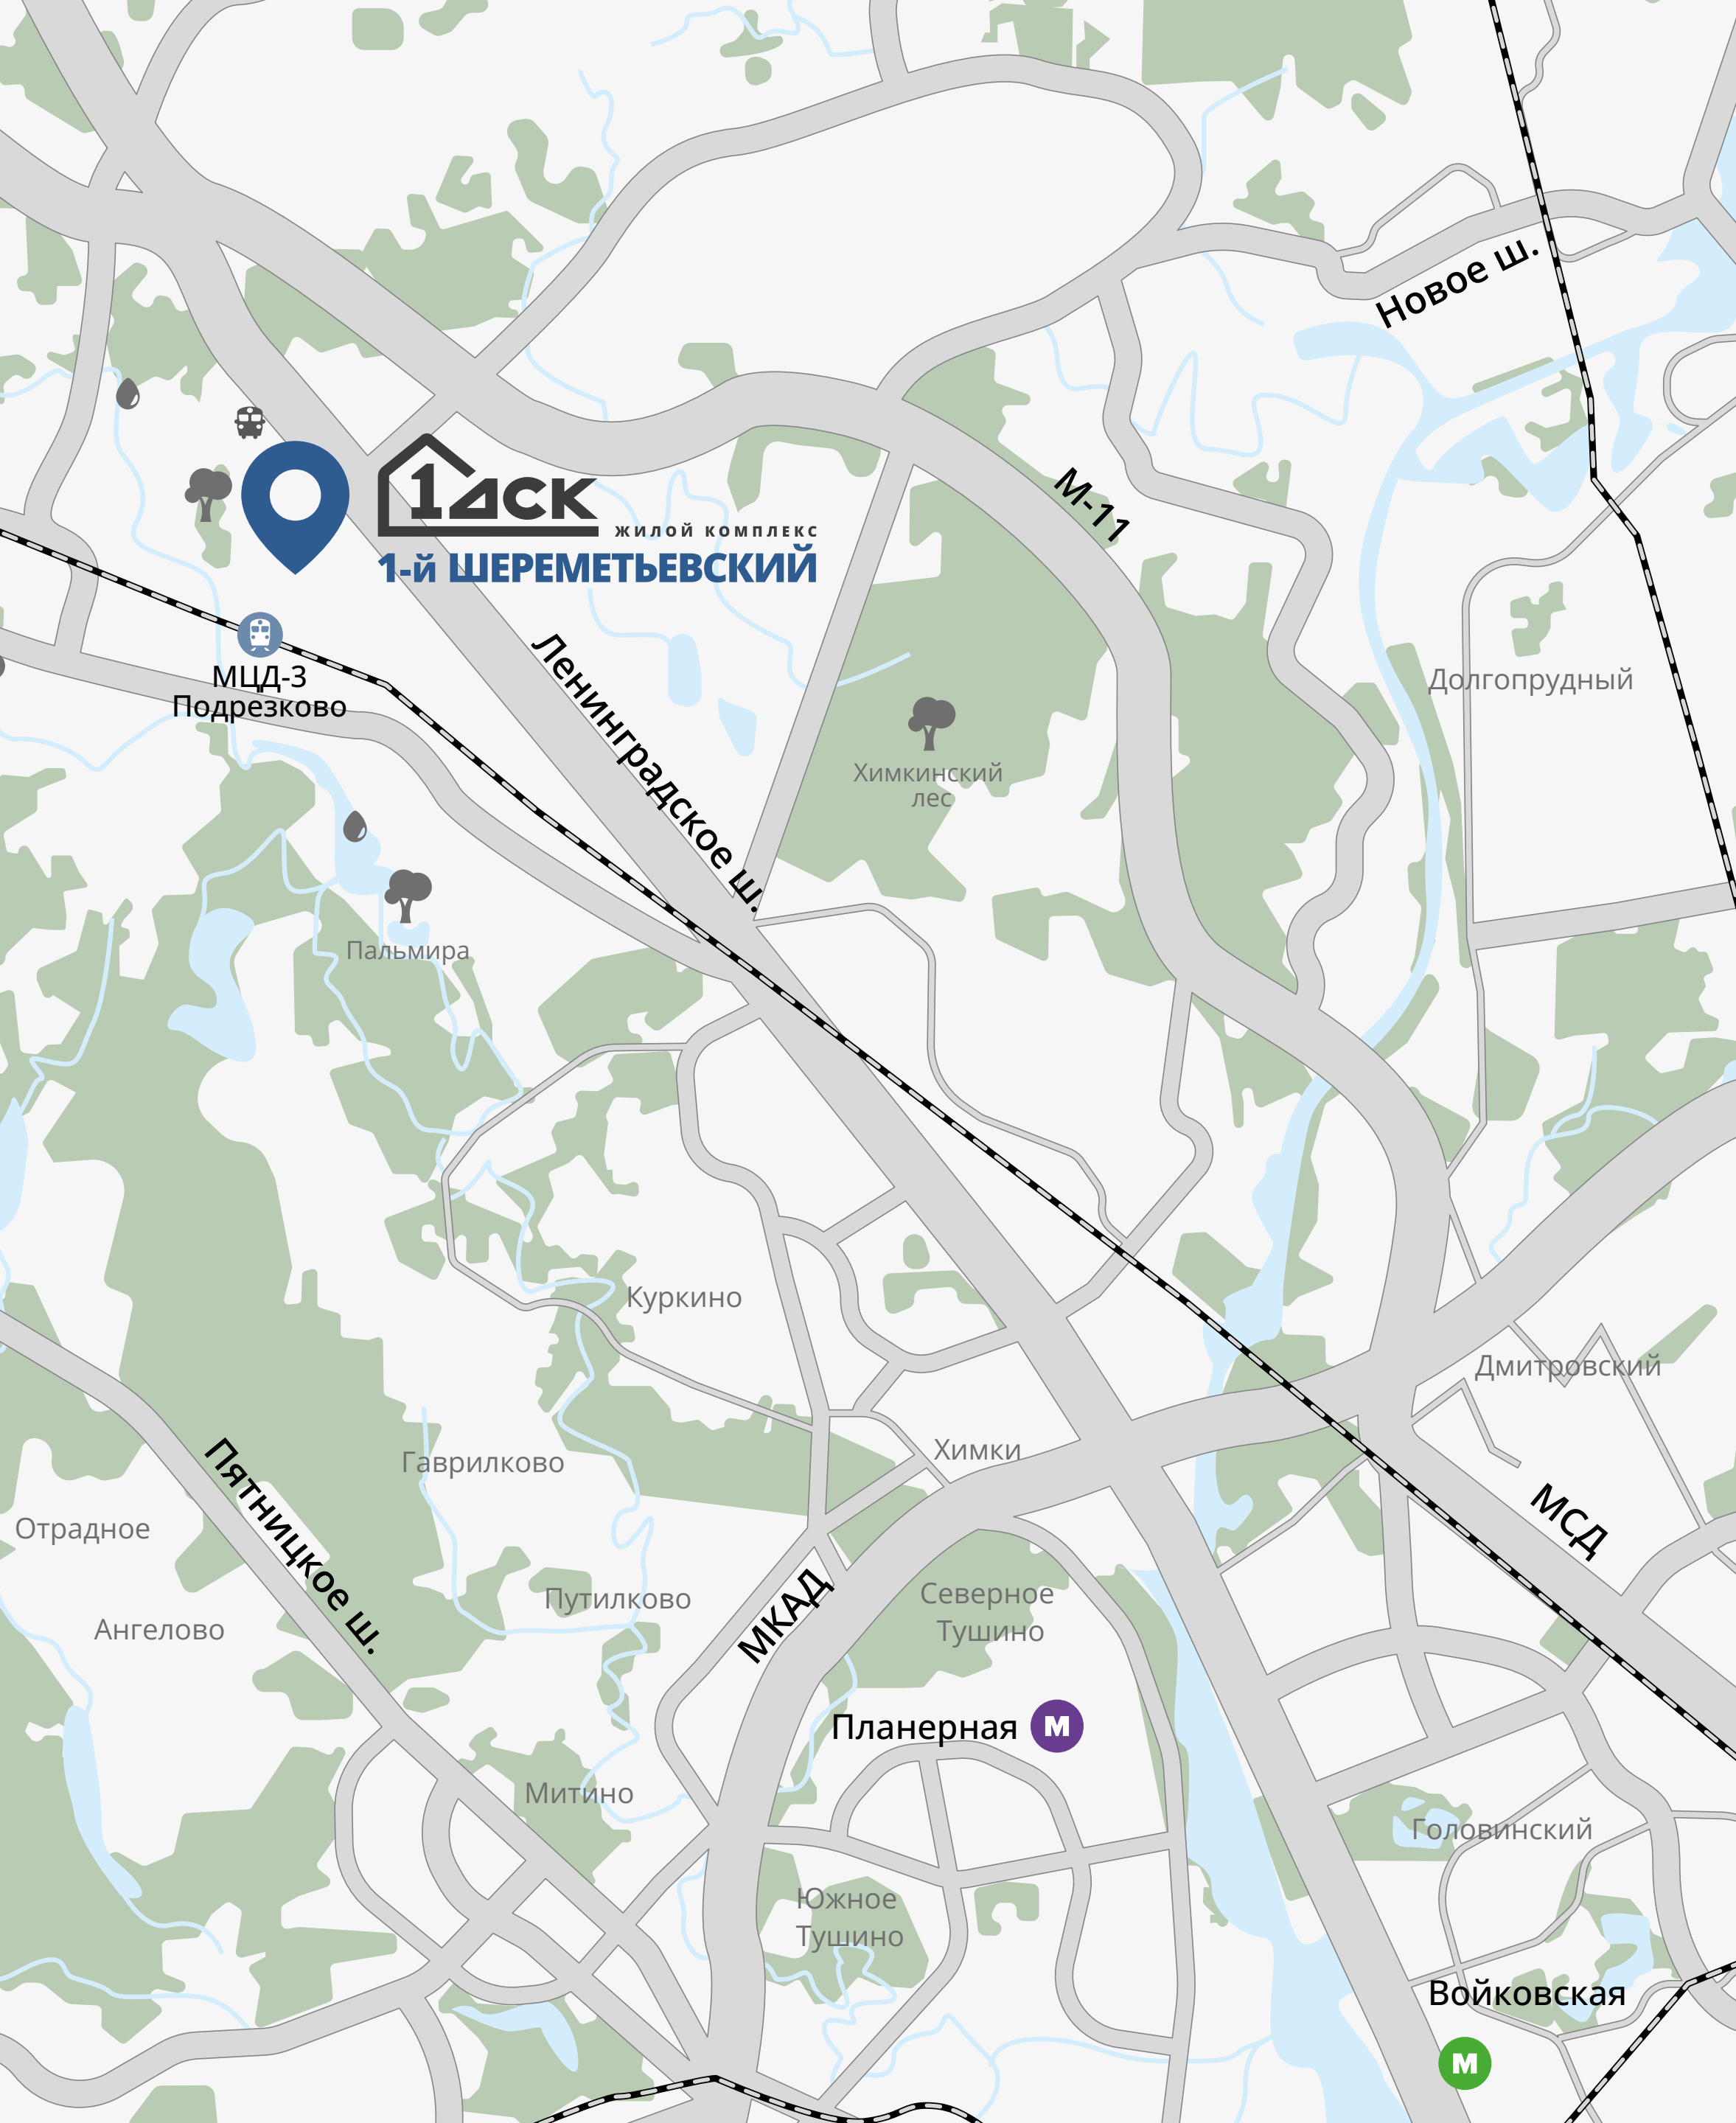 Новое ш.
М-11
1ДСК
ЖИЛОЙ КОМПЛЕКС
1-й ШЕРЕМЕТЬЕВСКИЙ
МЦД-3
Подрезково
Ленинградское ш.
Долгопрудный
Химкинский
лес
Пальмира
Куркино
Дмитровский
Химки
Гаврилково
Пятницкое ш.
Отрадное
МСД
Ангелово
Путилково
МКАД
Северное
Тушино
Планерная
М
Митино
Головинский
Южное
Тушино
Войковская
М